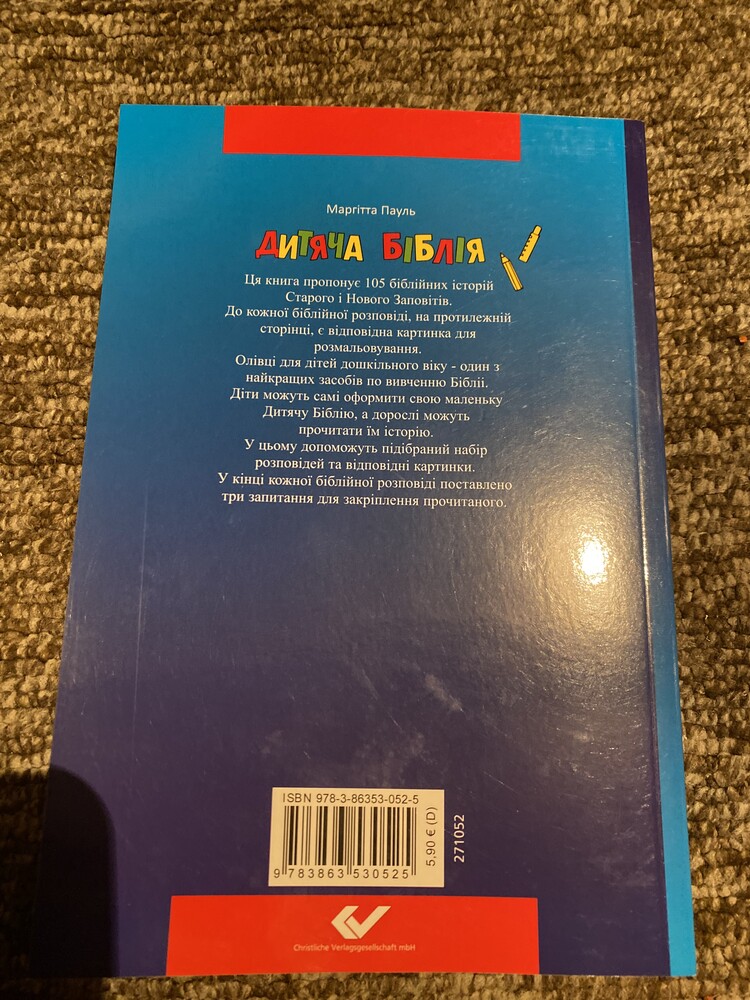 Маргітта Пауль
ДИТЯЧА БІБЛІЯ
Ця книга пропонує 105 біблійних історій
Старого і Нового Заповітів.
До кожної біблійної розповіді, на протилежній
сторінці, є відповідна картинка для
розмальовування.
Олівці для дітей дошкільного віку - один з
найкращих засобів по вивченню Біблії.
Діти можуть самі оформити свою маленьку
Дитячу Біблію, а дорослі можуть
прочитати їм історію.
У цьому допоможуть підібраний набір
розповідей та відповідні картинки.
У кінці кожної біблійної розповіді поставлено
три запитання для закріплення прочитаного.
ISBN 978-3-86353-052-5
9 783863 530525
5,90 € (D)
271052
Christliche Verlagsgesellschaft mbH